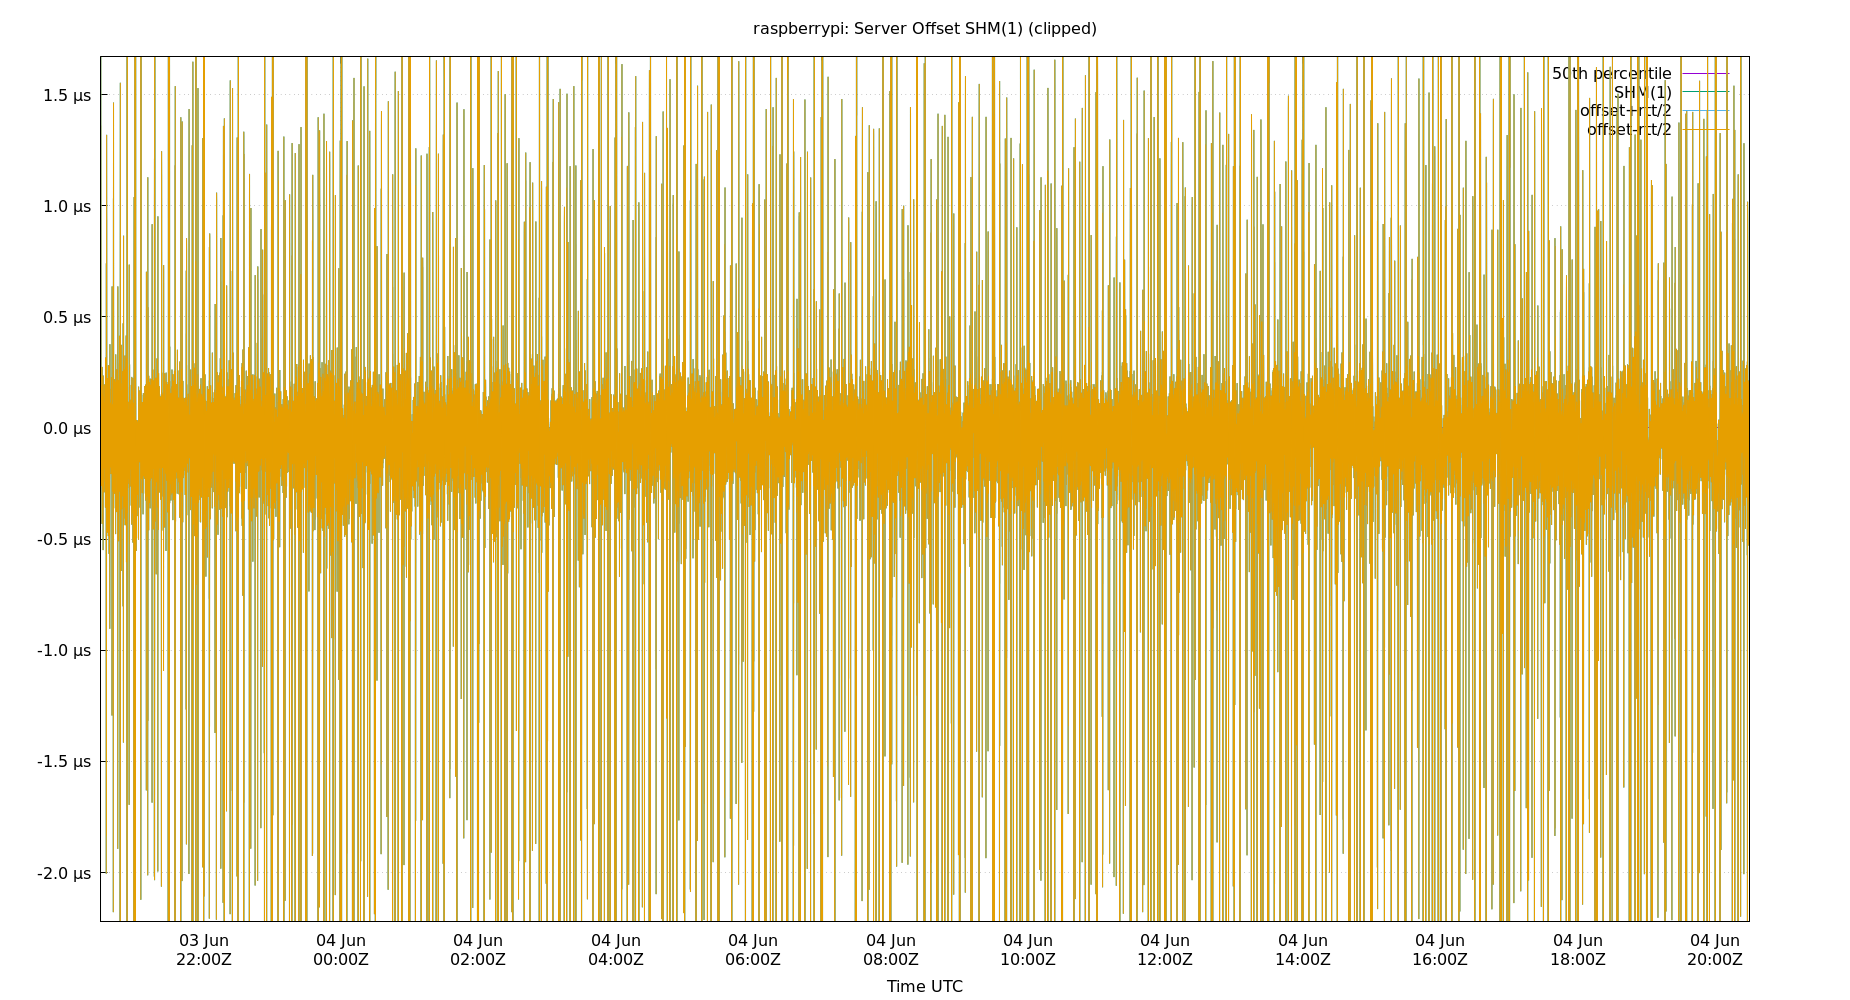 raspberrypi: Server Offset SHM(1) (clipped)
50th percentile
SHM(1)
offset+rtt/2
offset-rtt/2
1.5 µs
1.0 µs
0.5 µs
0.0 µs
-0.5 µs
-1.0 µs
-1.5 µs
-2.0 µs
03 Jun 04 Jun 04 Jun 04 Jun 04 Jun 04 Jun 04 Jun 04 Jun 04 Jun 04 Jun 04 Jun 04 Jun
22:00Z 00:00Z 02:00Z 04:00Z 06:00Z 08:00Z 10:00Z 12:00Z 14:00Z 16:00Z 18:00Z 20:00Z
Time UTC